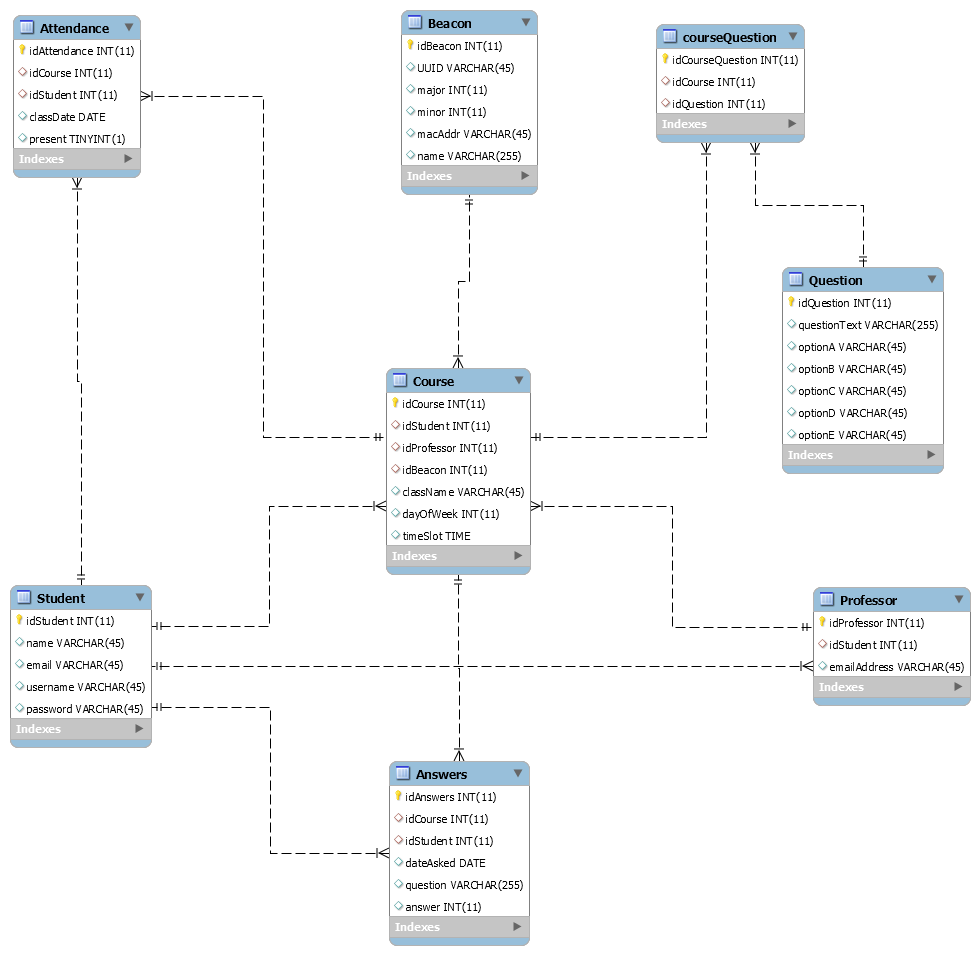 Attendance
idAttendance INT(11)
idCourse INT(11)
idStudent INT(11)
classDate DATE
present TINYINT(1)
Indexes
Beacon
idBeacon INT(11)
UUID VARCHAR(45)
major INT(11)
minor INT(11)
macAddr VARCHAR(45)
name VARCHAR(255)
Indexes
courseQuestion
idCourseQuestion INT(11)
idCourse INT(11)
idQuestion INT(11)
Indexes
Question
idQuestion INT(11)
questionText VARCHAR(255)
optionA VARCHAR(45)
optionB VARCHAR(45)
optionC VARCHAR(45)
optionD VARCHAR(45)
optionE VARCHAR(45)
Indexes
Course
idCourse INT(11)
idStudent INT(11)
idProfessor INT(11)
idBeacon INT(11)
className VARCHAR(45)
dayOfWeek INT(11)
timeSlot TIME
Indexes
Student
idStudent INT(11)
name VARCHAR(45)
email VARCHAR(45)
username VARCHAR(45)
password VARCHAR(45)
Indexes
Professor
idProfessor INT(11)
idStudent INT(11)
emailAddress VARCHAR(45)
Indexes
Answers
idAnswers INT(11)
idCourse INT(11)
idStudent INT(11)
dateAsked DATE
question VARCHAR(255)
answer INT(11)
Indexes